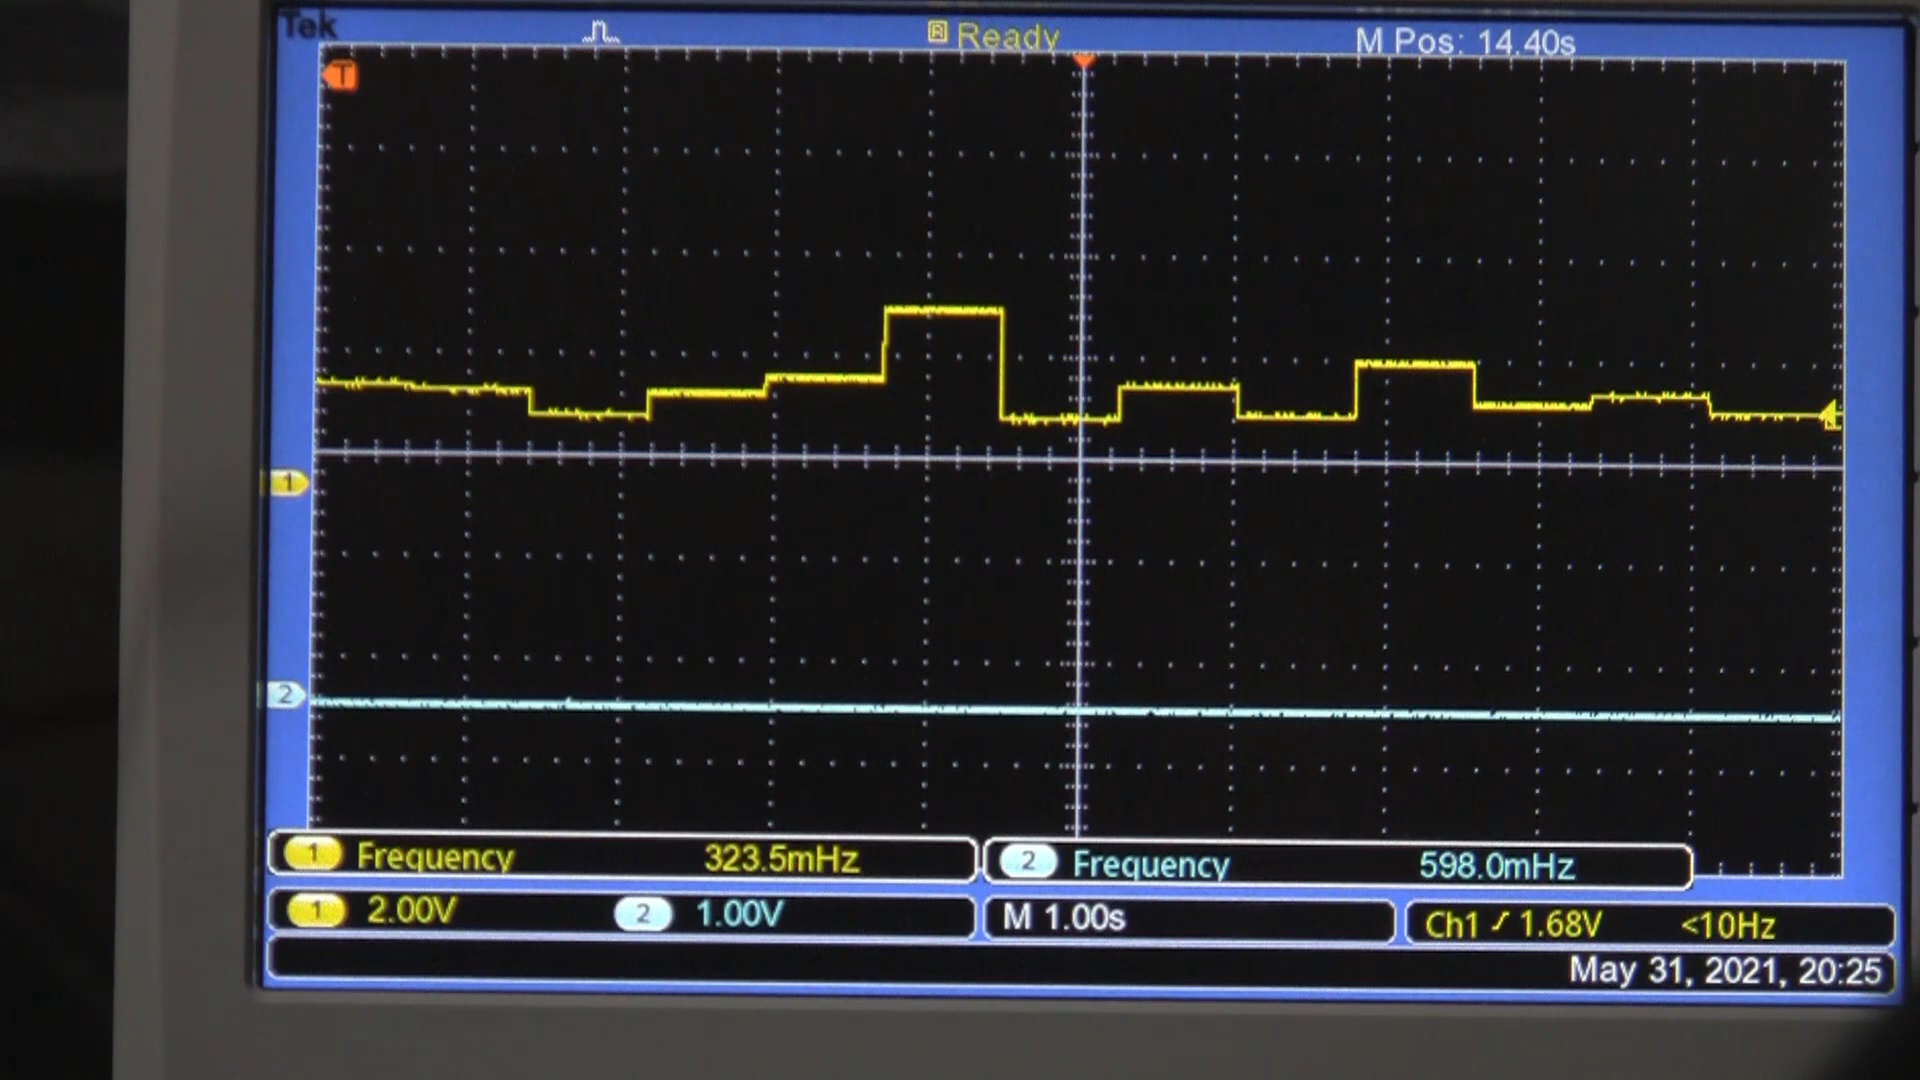 Tek R Ready M Pos: 14.40s
T
1
2
1 Frequency 323.5mHz 2 Frequency 598.0mHz
1 2.00V 2 1.00V M 1.00s Ch1 1.68V <10Hz
May 31, 2021, 20:25